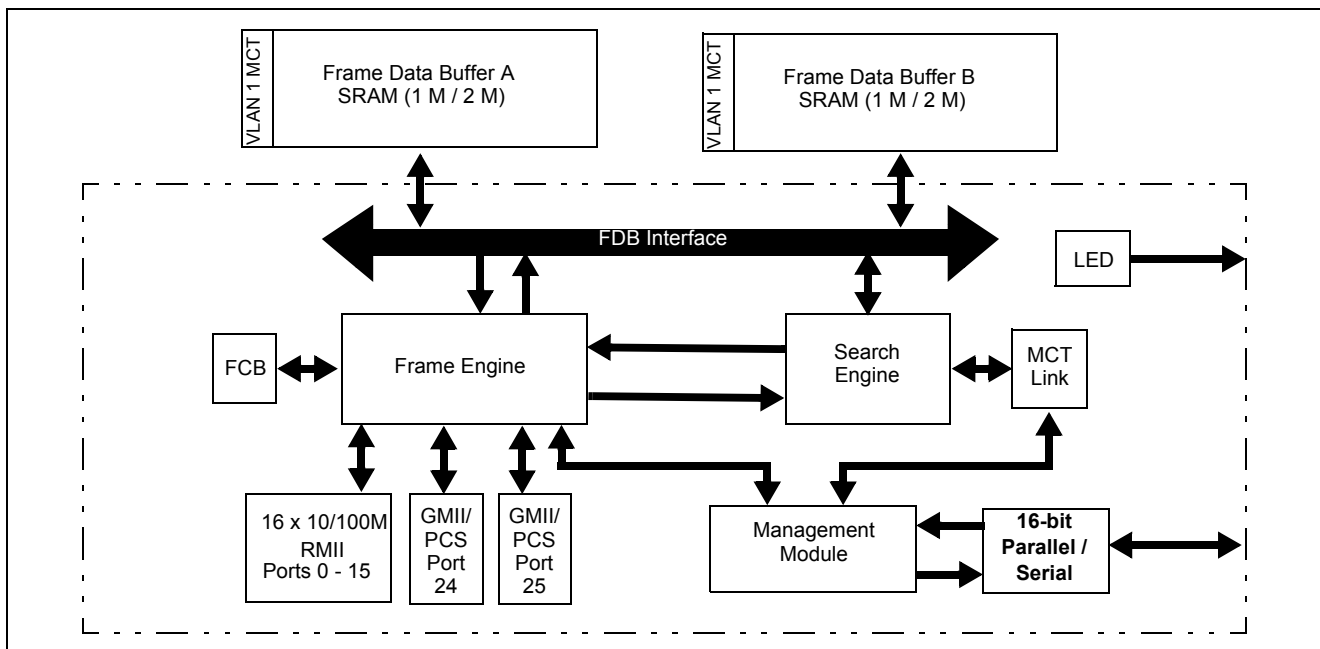 VLAN 1 MCT
Frame Data Buffer A
SRAM (1 M / 2 M)
VLAN 1 MCT
Frame Data Buffer B
SRAM (1 M / 2 M)
FDB Interface
LED
FCB
Frame Engine
Search
Engine
MCT
Link
16 x 10/100M
RMII
Ports 0 - 15
GMII/
PCS
Port
24
GMII/
PCS
Port
25
Management
Module
16-bit
Parallel /
Serial